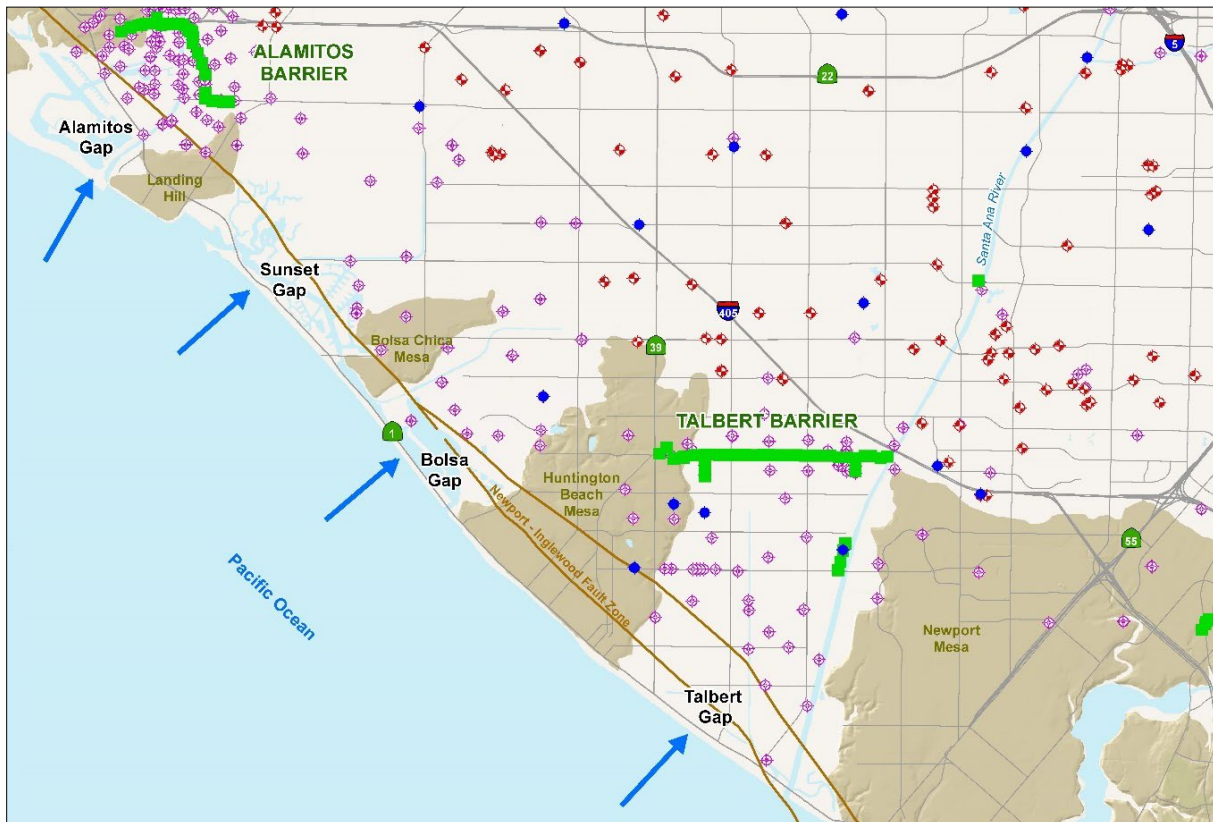 ALAMITOS
BARRIER
5
22
Alamitos
Gap
Landing
Hill
Santa Ana River
Sunset
Gap
405
Bolsa Chica
Mesa
39
TALBERT BARRIER
1
Bolsa
Gap
Huntington
Beach
Mesa
Newport - Inglewood Fault Zone
55
Pacific Ocean
Newport
Mesa
Talbert
Gap